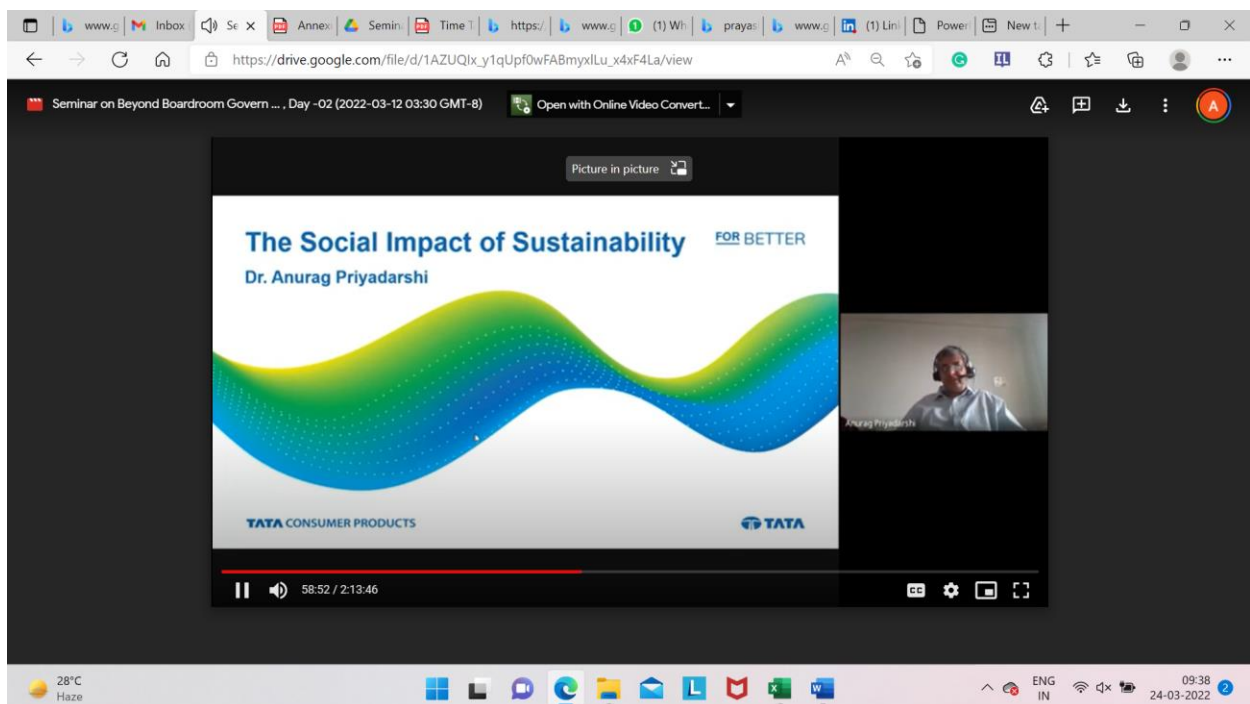 www.g
Inbox
Se
Annex
Semin
Time T
https:/
www.g
(1) Wh
prayas
www.g
(1) Lin
Power
New t
https://drive.google.com/file/d/1AZUQIx_y1qUpf0wFABmyxlLu_x4xF4La/view
Seminar on Beyond Boardroom Govern ... , Day -02 (2022-03-12 03:30 GMT-8)
Open with Online Video Convert...
A
Picture in picture
The Social Impact of Sustainability
FOR BETTER
Dr. Anurag Priyadarshi
Anurag Priyadarshi
TATA CONSUMER PRODUCTS
TATA
58:52 / 2:13:46
CC
28°C
Haze
ENG
IN
09:38
24-03-2022
2